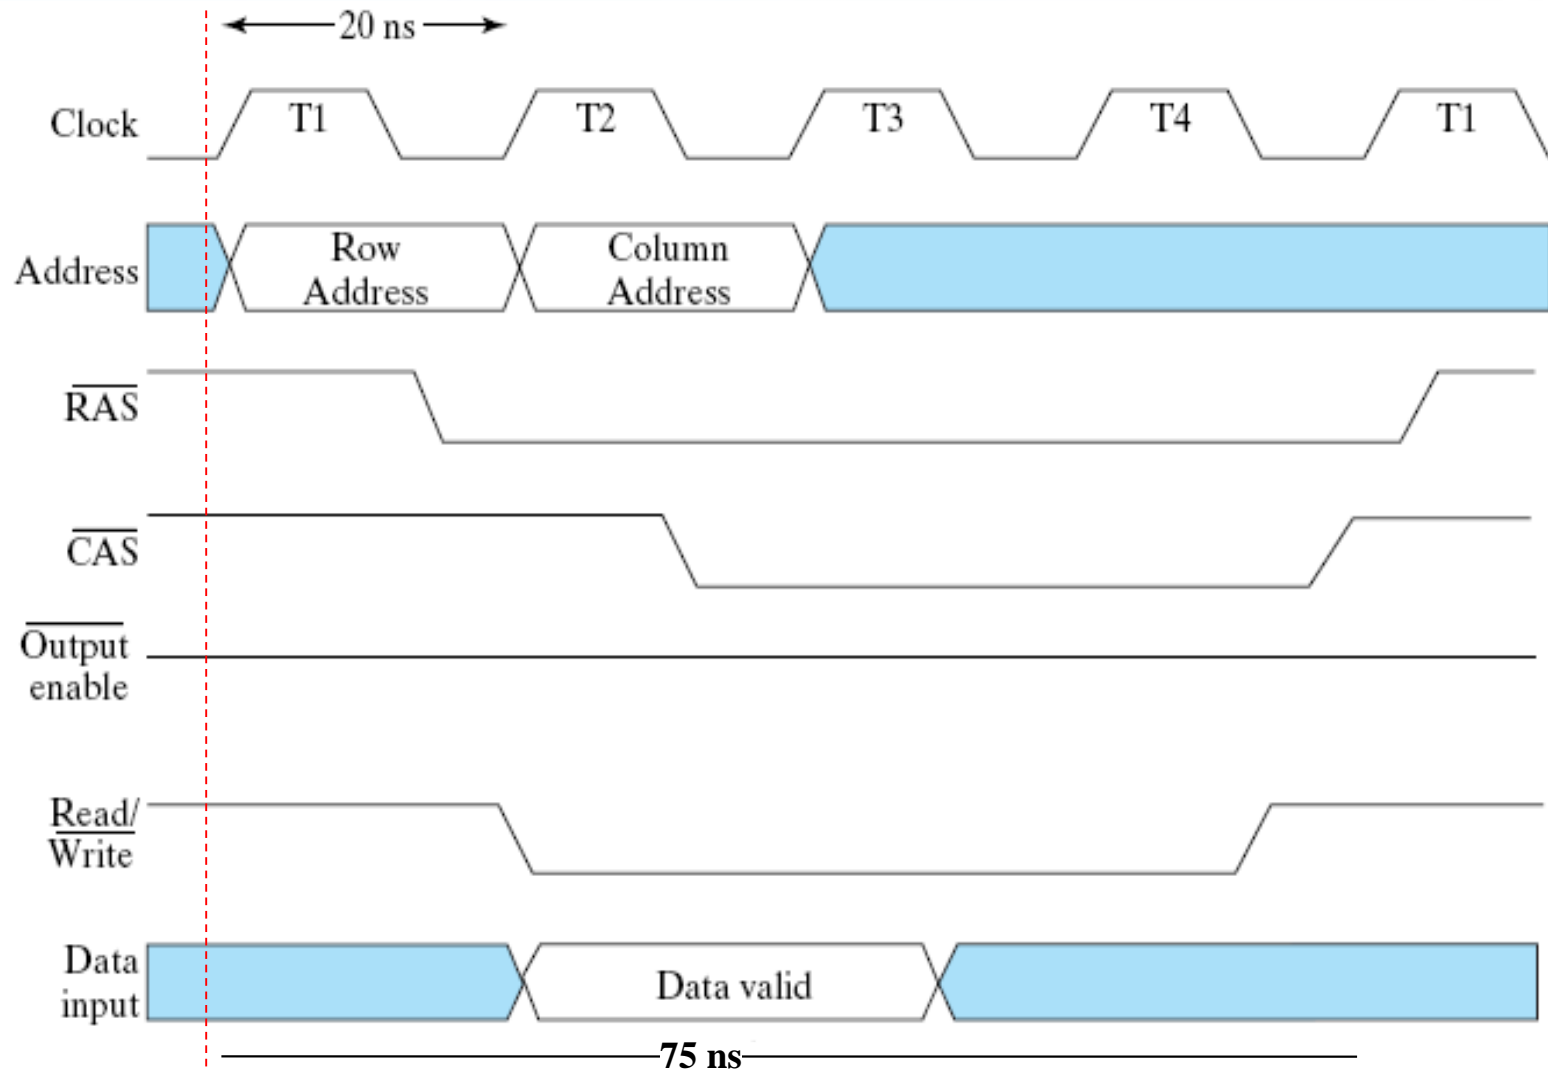 20 ns
Clock
T1
T2
T3
T4
T1
Address
Row
Address
Column
Address
RAS
CAS
Output
enable
Read/
Write
Data
input
Data valid
75 ns